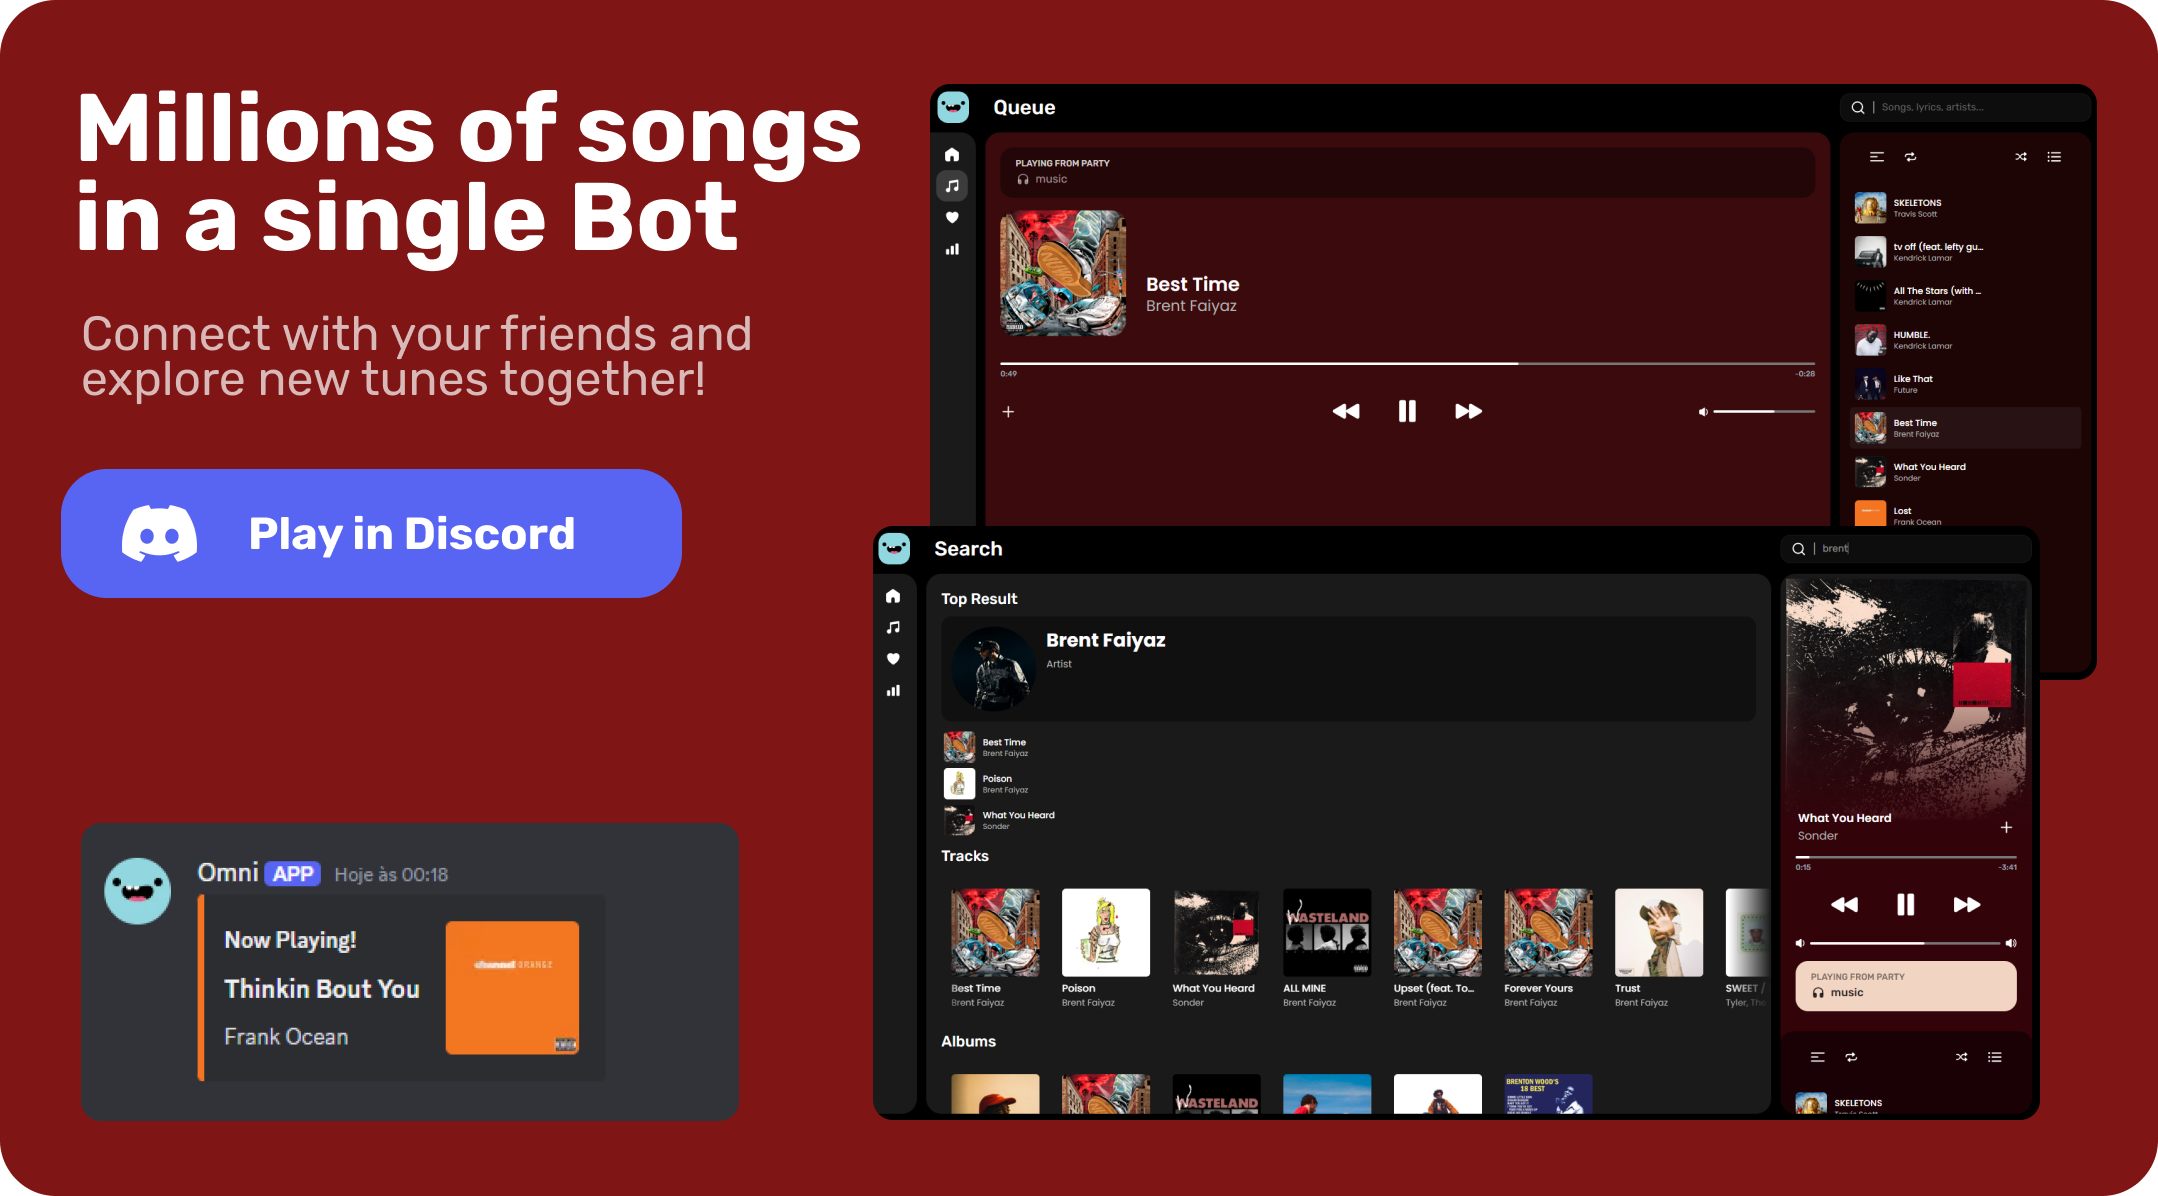 Millions of songs
in a single Bot
Connect with your friends and
explore new tunes together!
Play in Discord
Omni APP Hoje às 00:18
Now Playing!
Thinkin Bout You
Frank Ocean
channel ORANGE
Queue
Songs, lyrics, artists...
PLAYING FROM PARTY
music
Best Time
Brent Faiyaz
0:49
-0:28
SKELETONS
Travis Scott
tv off (feat. lefty gu...
Kendrick Lamar
All The Stars (with ...
Kendrick Lamar
HUMBLE.
Kendrick Lamar
Like That
Future
Best Time
Brent Faiyaz
What You Heard
Sonder
Lost
Frank Ocean
Search
brent
Top Result
Brent Faiyaz
Artist
Best Time
Brent Faiyaz
Poison
Brent Faiyaz
What You Heard
Sonder
Tracks
WASTELAND
Best Time
Brent Faiyaz
Poison
Brent Faiyaz
What You Heard
Sonder
ALL MINE
Brent Faiyaz
Upset (feat. To...
Brent Faiyaz
Forever Yours
Brent Faiyaz
Trust
Brent Faiyaz
SWEET /
Tyler, The
Albums
WASTELAND
BRENTON WOOD'S
18 BEST
What You Heard
Sonder
0:15
-3:41
PLAYING FROM PARTY
music
SKELETONS
Travis Scott